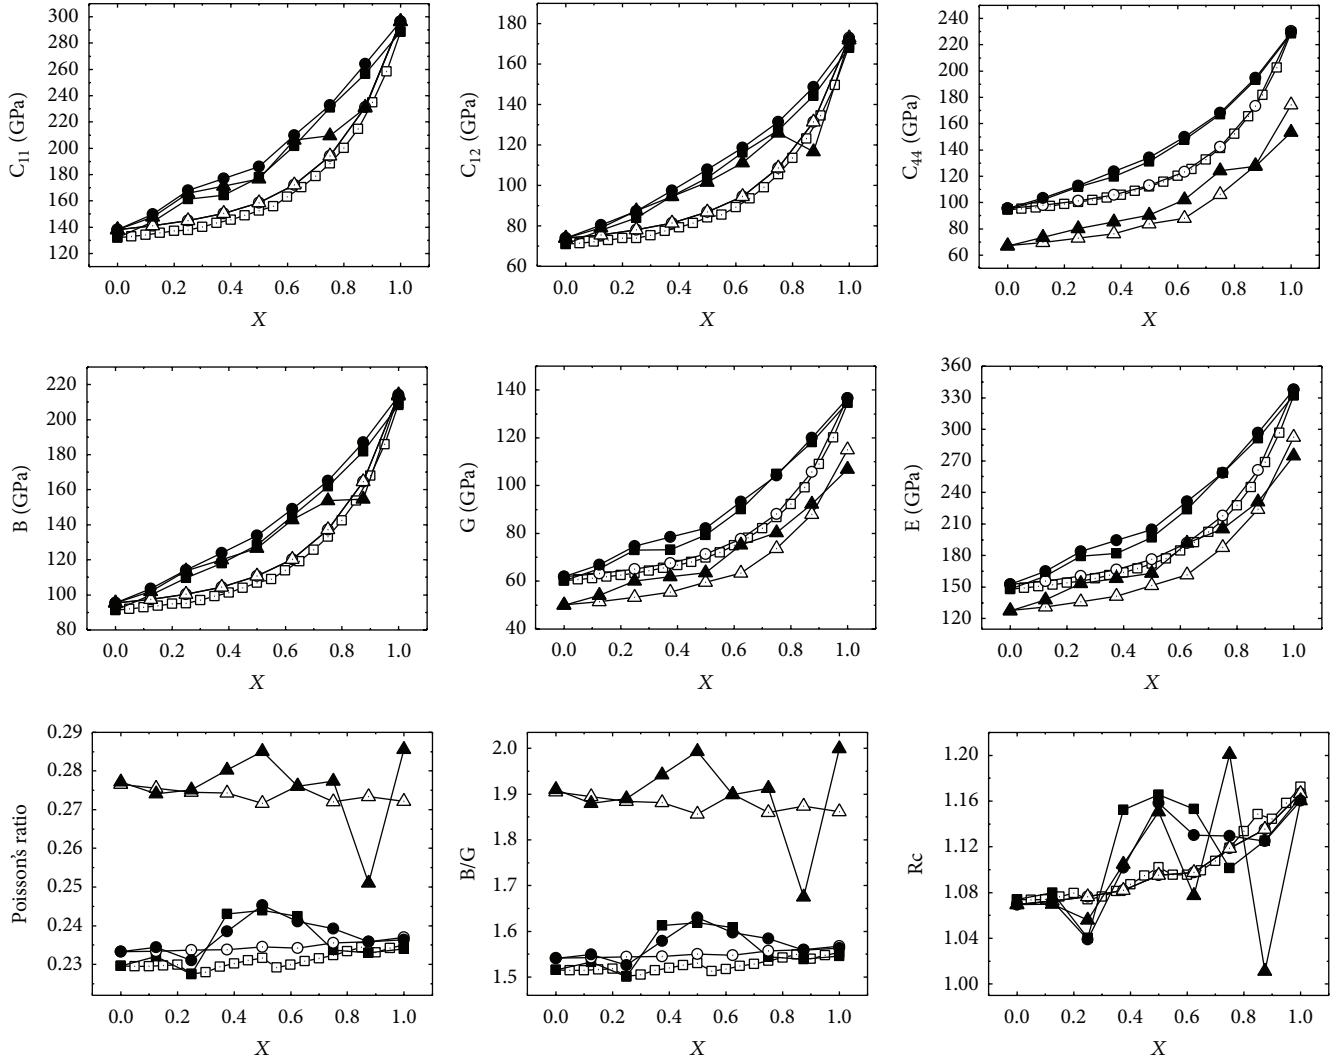 300
280
260
240
220
200
180
160
140
120
C11 (GPa)
0.0 0.2 0.4 0.6 0.8 1.0
X
180
160
140
120
100
80
60
C12 (GPa)
0.0 0.2 0.4 0.6 0.8 1.0
X
240
220
200
180
160
140
120
100
80
60
C44 (GPa)
0.0 0.2 0.4 0.6 0.8 1.0
X
220
200
180
160
140
120
100
80
B (GPa)
0.0 0.2 0.4 0.6 0.8 1.0
X
140
120
100
80
60
40
G (GPa)
0.0 0.2 0.4 0.6 0.8 1.0
X
360
330
300
270
240
210
180
150
120
E (GPa)
0.0 0.2 0.4 0.6 0.8 1.0
X
0.29
0.28
0.27
0.26
0.25
0.24
0.23
Poisson's ratio
0.0 0.2 0.4 0.6 0.8 1.0
X
2.0
1.9
1.8
1.7
1.6
1.5
B/G
0.0 0.2 0.4 0.6 0.8 1.0
X
1.20
1.16
1.12
1.08
1.04
1.00
Rc
0.0 0.2 0.4 0.6 0.8 1.0
X